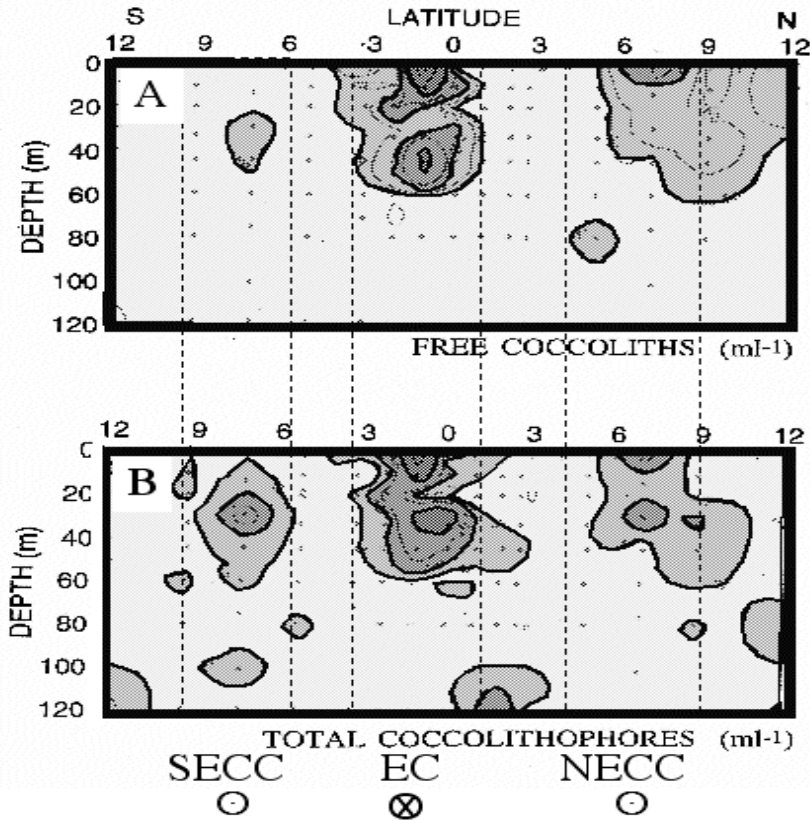 S LATITUDE N
12 9 6 -3 0 3 6 9 12
A
0
20
40
60
80
100
120
DEPTH (m)
FREE COCCOLITHS (ml-1)
12 9 6 3 0 3 6 9 12
B
C
20
40
60
80
100
120
DEPTH (m)
TOTAL COCCOLITHOPHORES (ml-1)
SECC EC NECC